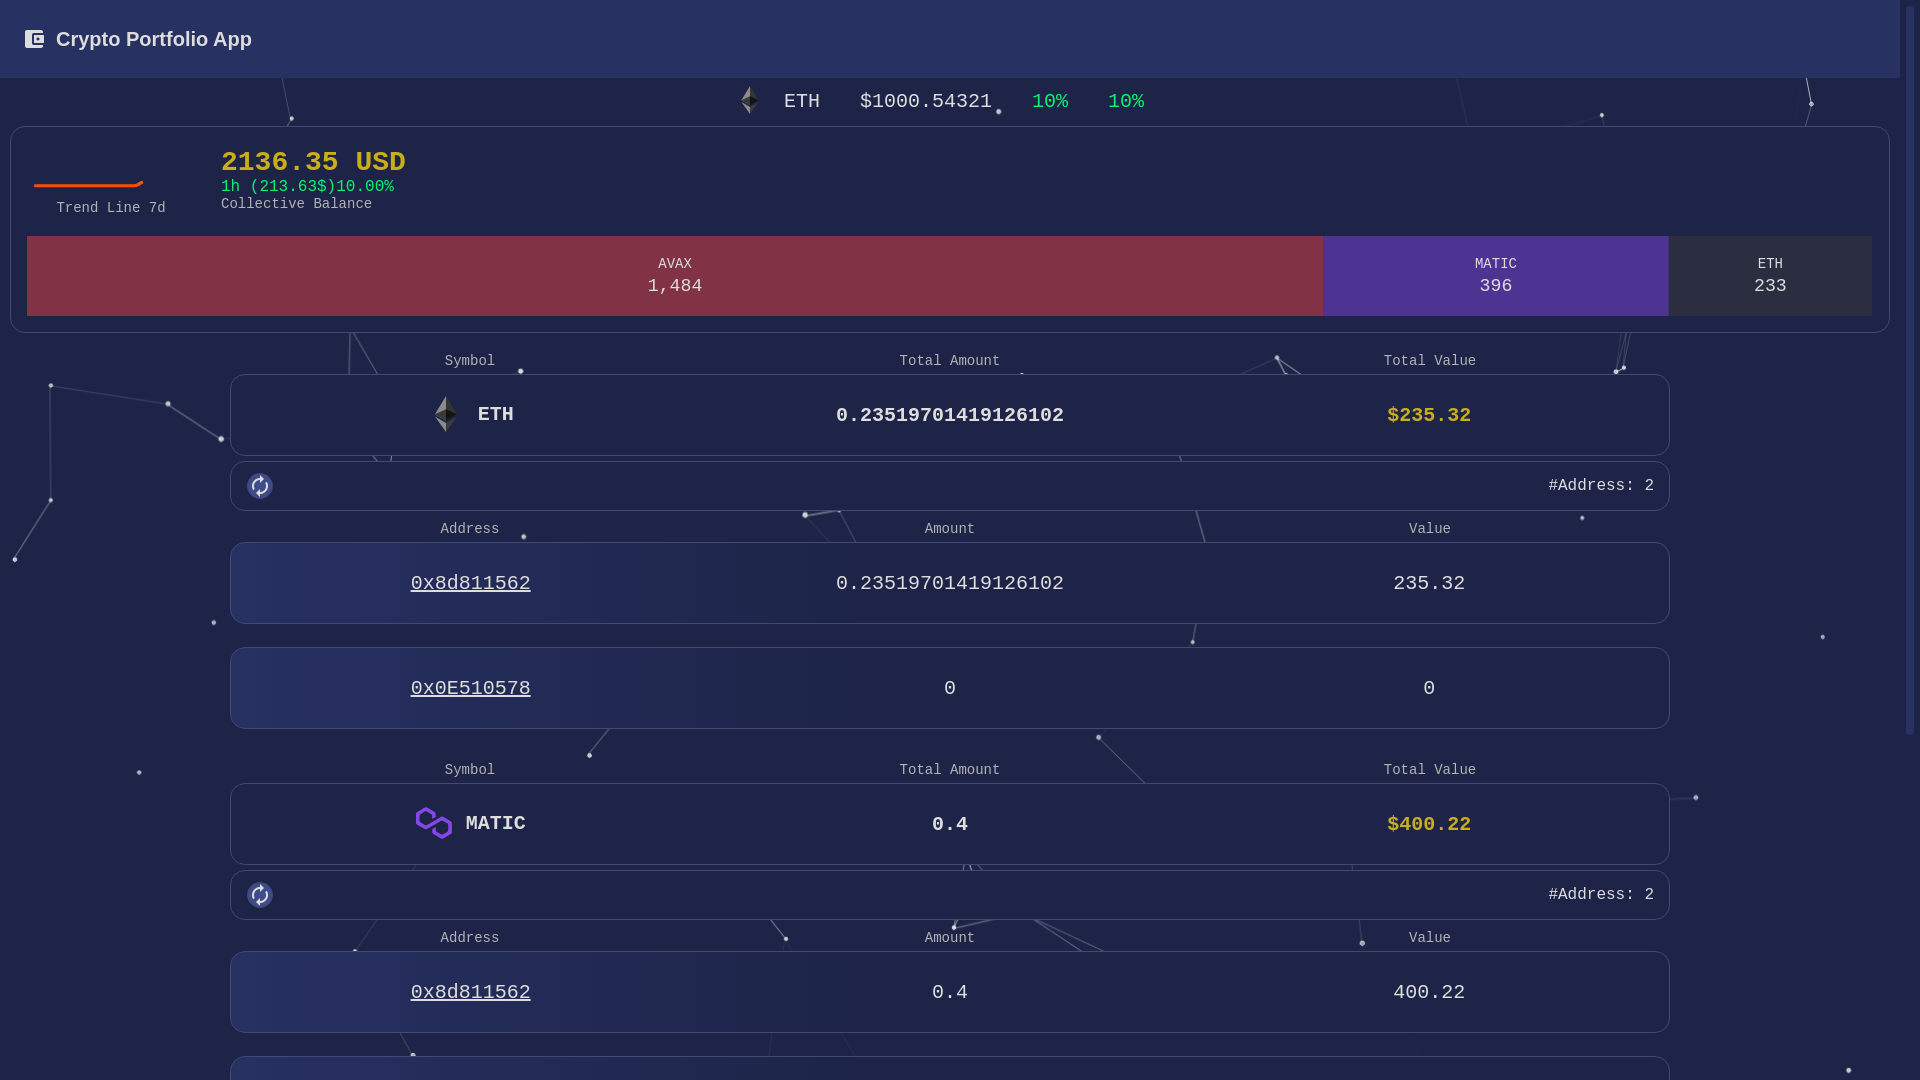 Crypto Portfolio App
ETH $1000.54321 10% 10%
2136.35 USD
1h (213.63$)10.00%
Collective Balance
Trend Line 7d
AVAX
1,484
MATIC
396
ETH
233
Symbol Total Amount Total Value
ETH 0.23519701419126102 $235.32
#Address: 2
Address Amount Value
0x8d811562 0.23519701419126102 235.32
0x0E510578 0 0
Symbol Total Amount Total Value
MATIC 0.4 $400.22
#Address: 2
Address Amount Value
0x8d811562 0.4 400.22